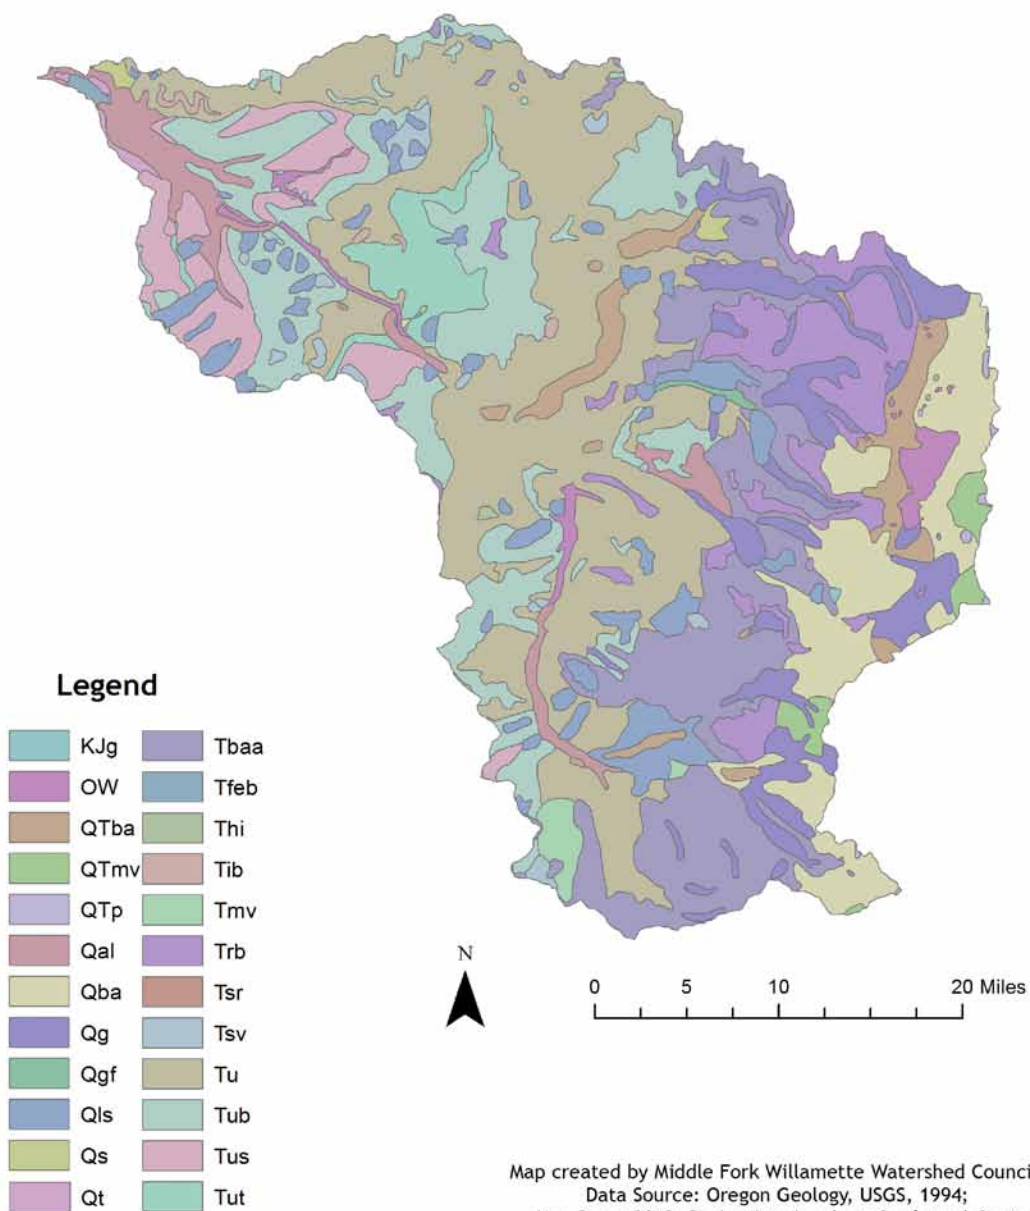 Legend
KJg
OW
QTba
QTmv
QTp
Qal
Qba
Qg
Qgf
Qls
Qs
Qt
Tbaa
Tfeb
Thi
Tib
Tmv
Trb
Tsr
Tsv
Tu
Tub
Tus
Tut
N
0 5 10 20 Miles
Map created by Middle Fork Willamette Watershed Counci
Data Source: Oregon Geology, USGS, 1994;